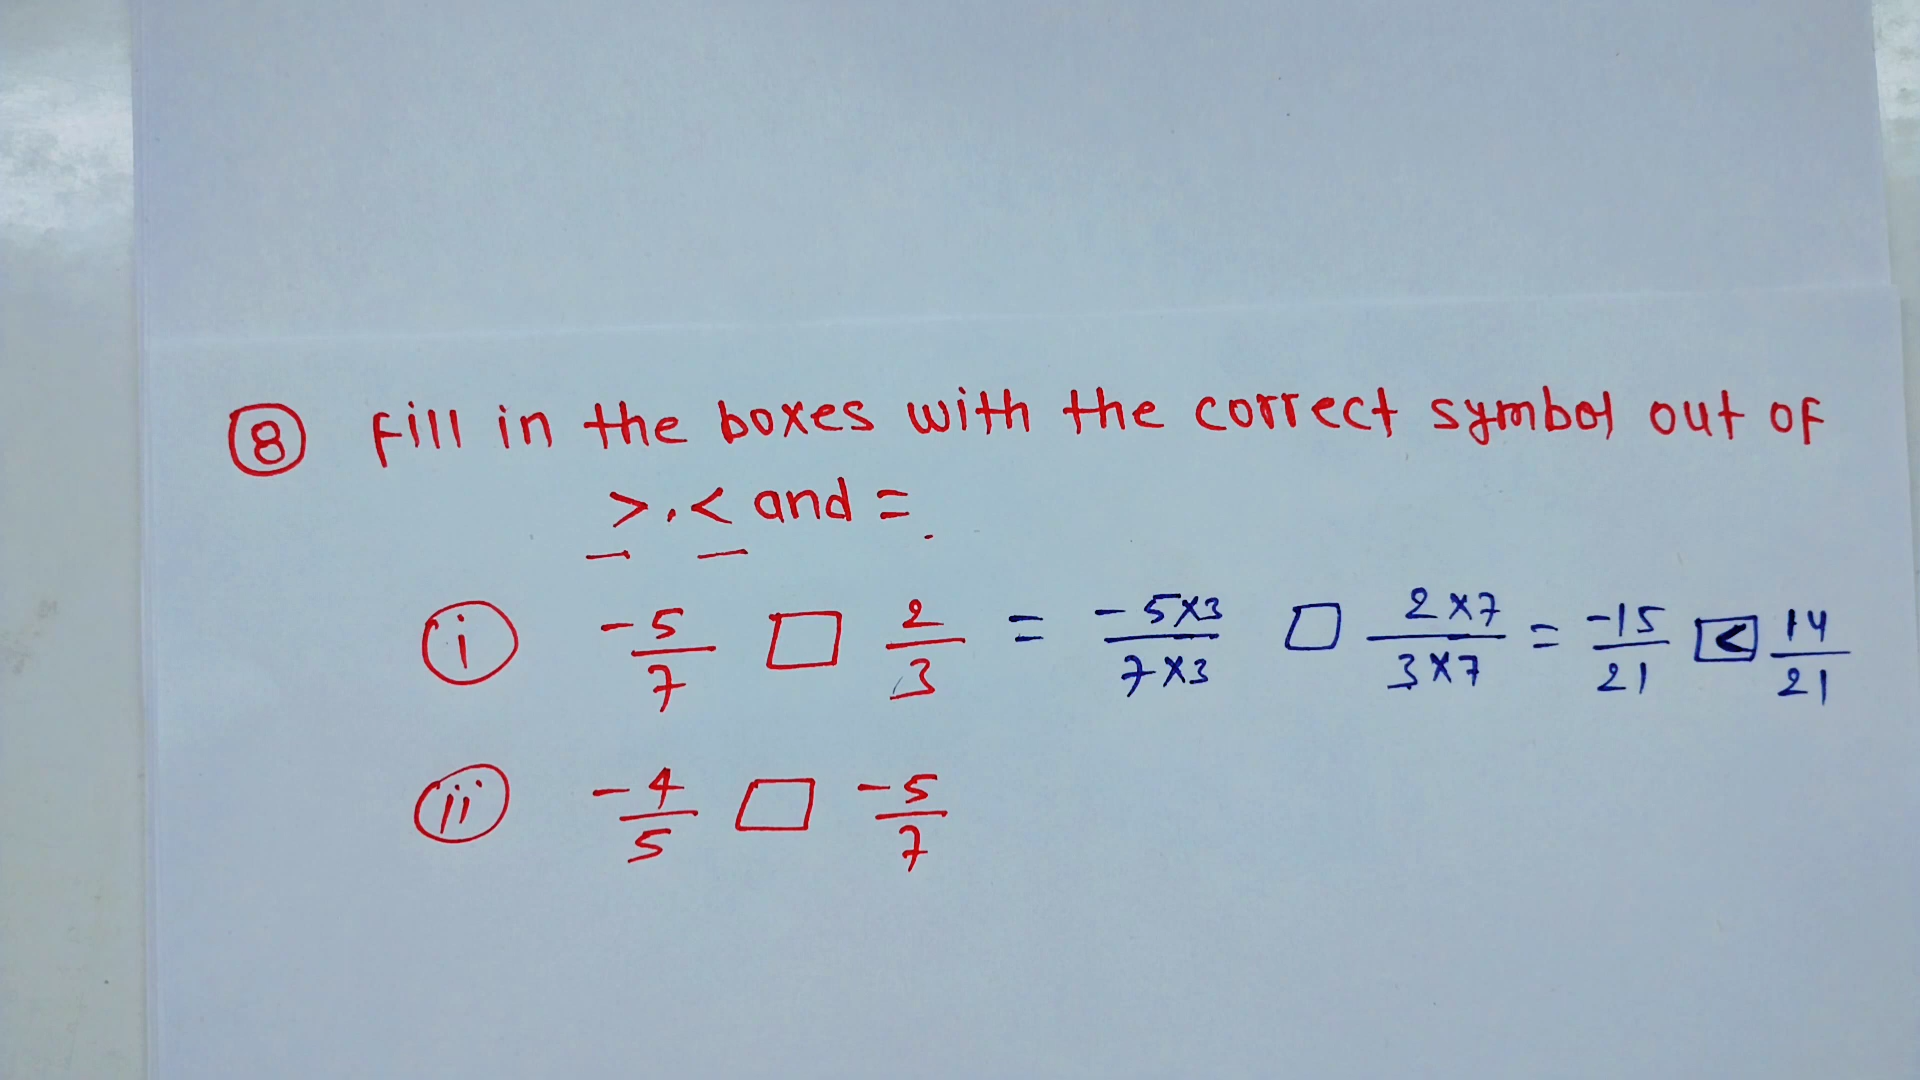 ⑧ Fill in the boxes with the correct symbol out of
>, < and =.
ⓘ -5/7 □ 2/3 = -5×3/7×3 □ 2×7/3×7 = -15/21 [<] 14/21
ⅱ -4/5 □ -5/7